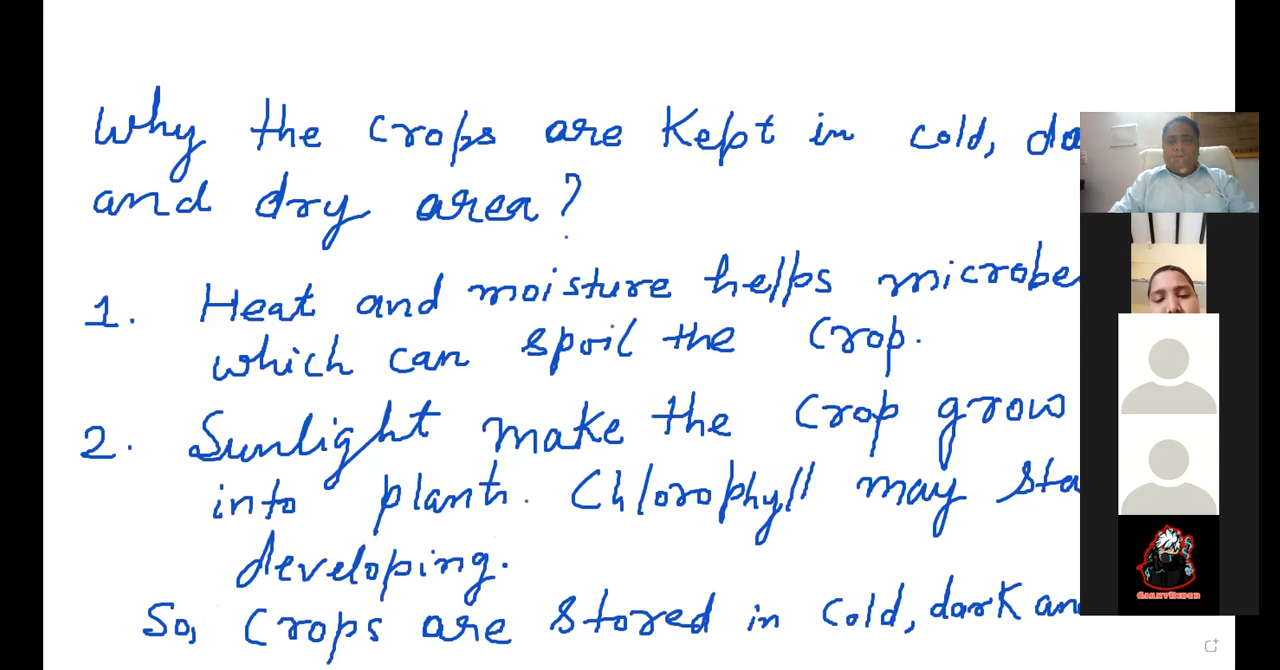 Why the crops are kept in cold, da
and dry area?
1. Heat and moisture helps microbe
which can spoil the crop.
2. Sunlight make the crop grow
into plants. Chlorophyll may sta
developing.
So, crops are stored in cold, dark an